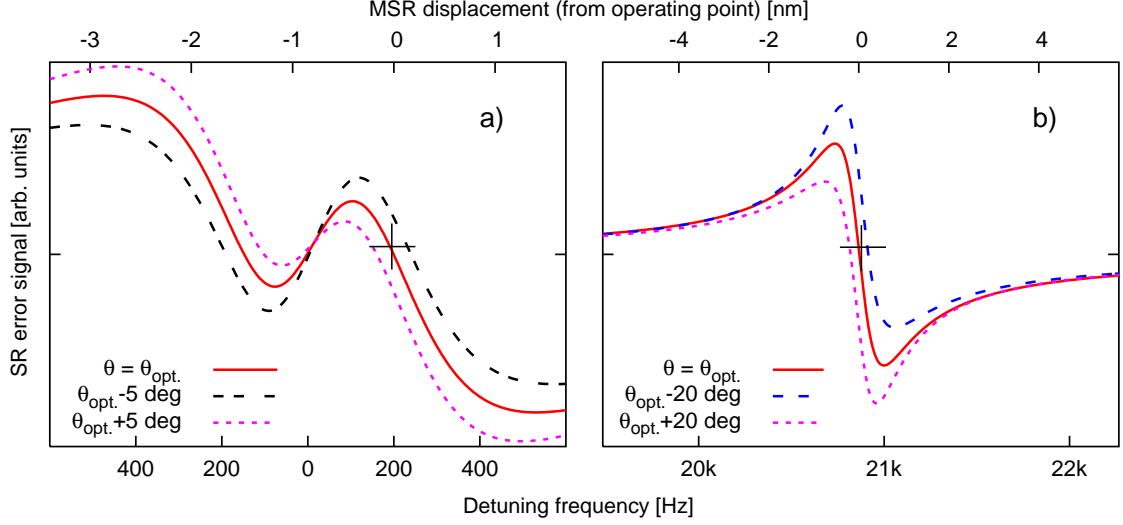 MSR displacement (from operating point) [nm]
-3 -2 -1 0 1
-4 -2 0 2 4
SR error signal [arb. units]
a)
b)
θ = θopt.
θopt.-5 deg
θopt.+5 deg
θ = θopt.
θopt.-20 deg
θopt.+20 deg
400 200 0 200 400
20k 21k 22k
Detuning frequency [Hz]